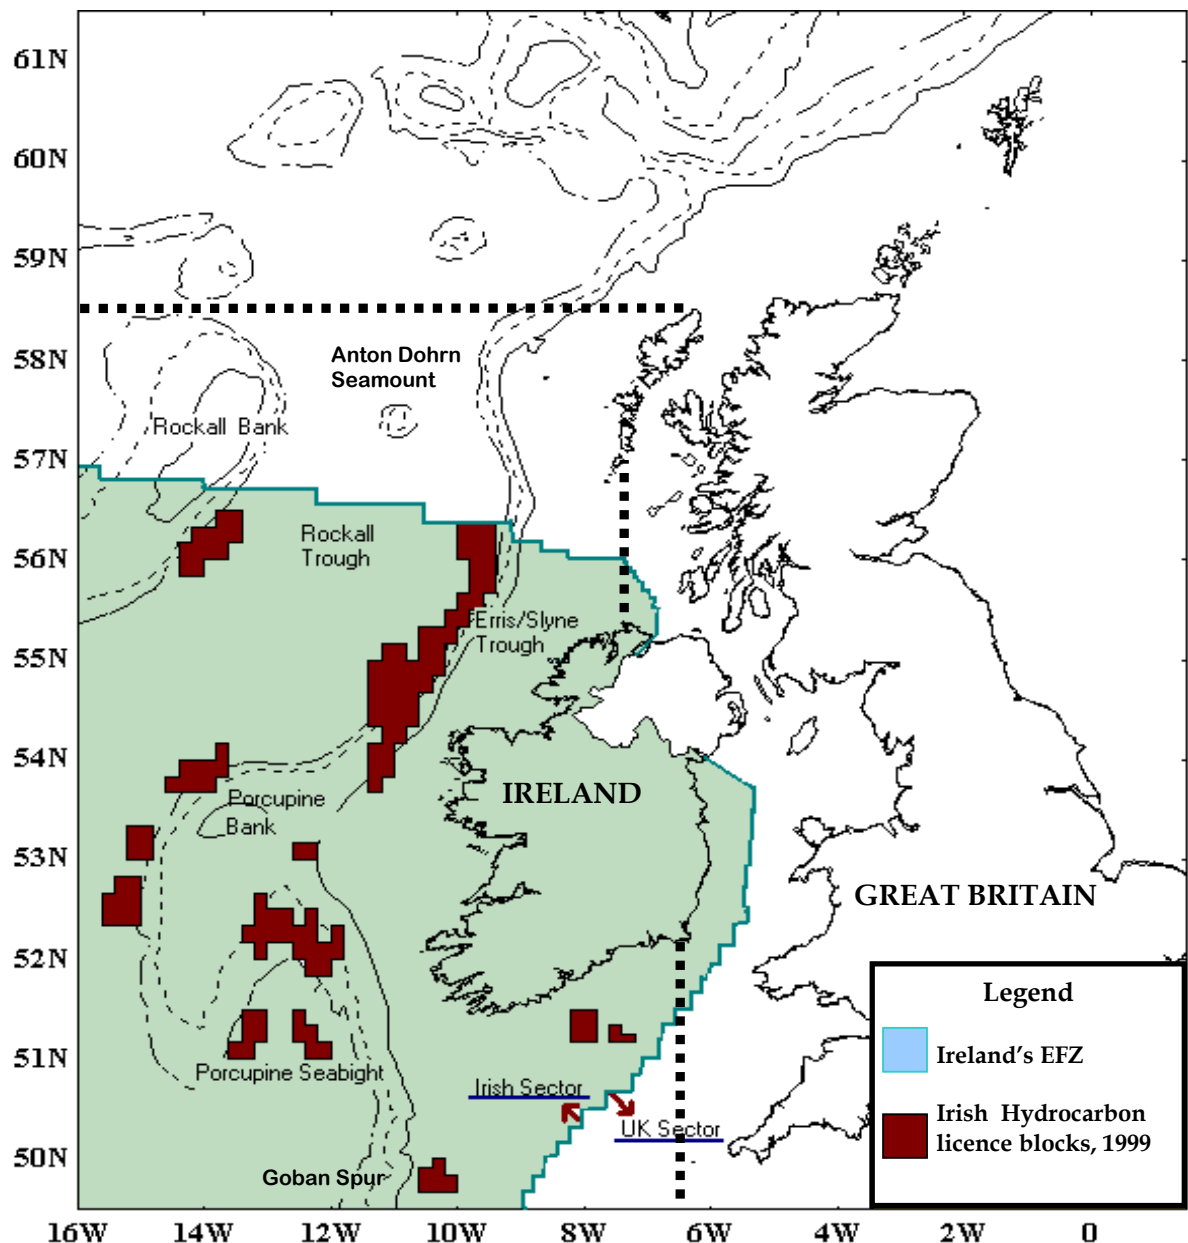 61N
60N
59N
58N
Anton Dohrn
Seamount
Rockall Bank
57N
Rockall
Trough
56N
Erris/Slyne
Trough
55N
54N
IRELAND
Porcupine
Bank
53N
GREAT BRITAIN
52N
Legend
Ireland's EFZ
51N
Porcupine Seabight
Irish Sector
Irish Hydrocarbon
licence blocks, 1999
UK Sector
50N
Goban Spur
16W 14W 12W 10W 8W 6W 4W 2W 0